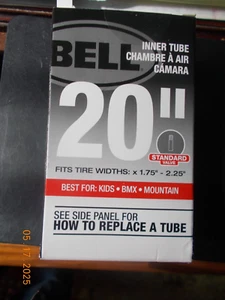 BELL
INNER TUBE
CHAMBRE À AIR
CÁMARA
20"
STANDARD
VALVE
FITS TIRE WIDTHS: x 1.75" - 2.25"
BEST FOR: KIDS • BMX • MOUNTAIN
SEE SIDE PANEL FOR
HOW TO REPLACE A TUBE
05 17 2025